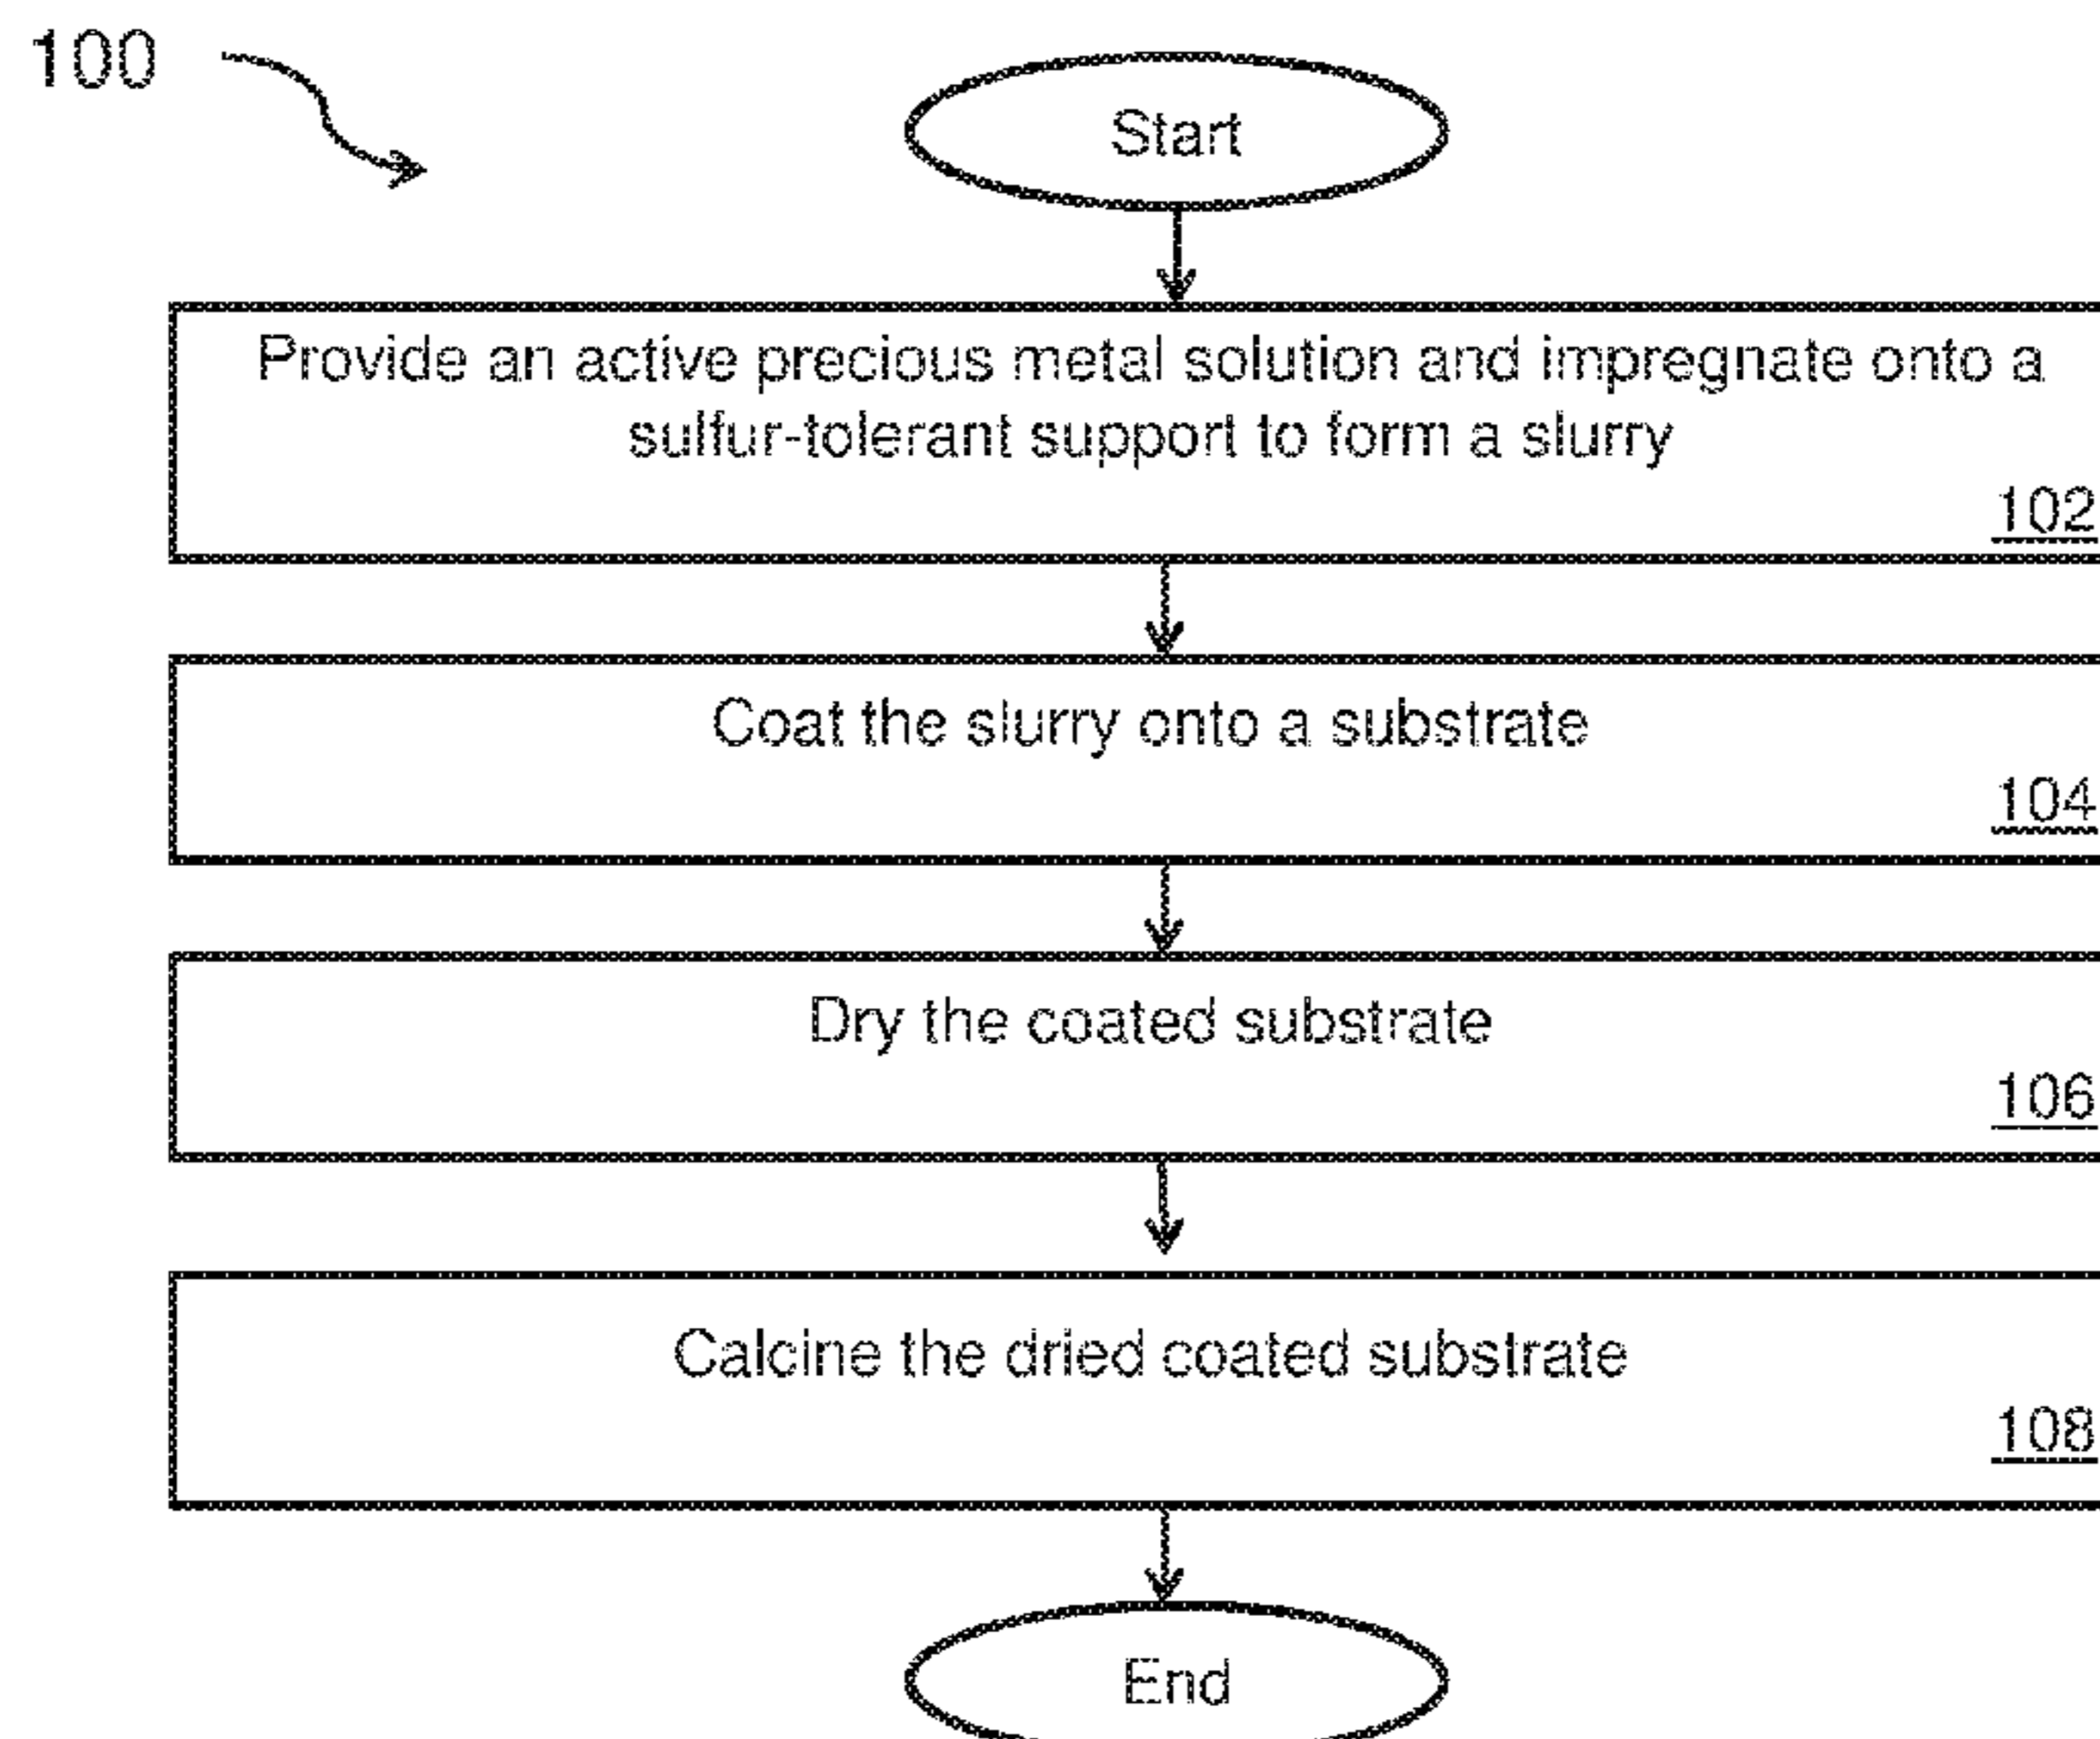 100
Start
Provide an active precious metal solution and impregnate onto a
sulfur-tolerant support to form a slurry
102
Coat the slurry onto a substrate
104
Dry the coated substrate
106
Calcine the dried coated substrate
108
End